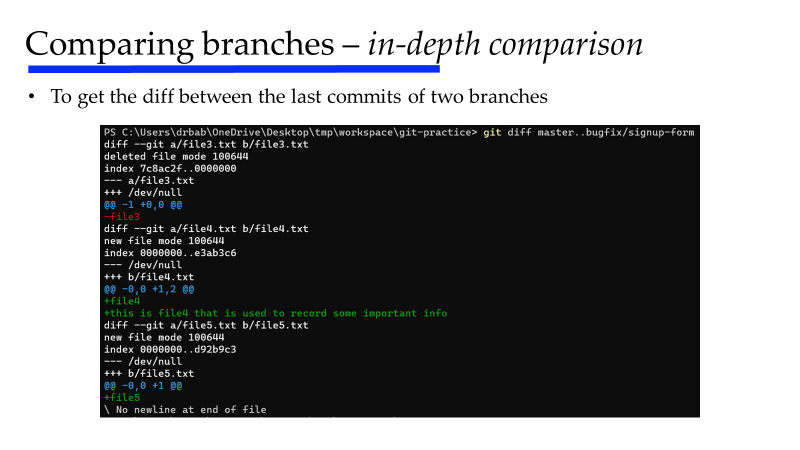 Comparing branches – in-depth comparison
• To get the diff between the last commits of two branches
PS C:\Users\drbab\OneDrive\Desktop\tmp\workspace\git-practice> git diff master..bugfix/signup-form
diff --git a/file3.txt b/file3.txt
deleted file mode 100644
index 7c8ac2f..0000000
--- a/file3.txt
+++ /dev/null
@@ -1 +0,0 @@
-file3
diff --git a/file4.txt b/file4.txt
new file mode 100644
index 0000000..e3ab3c6
--- /dev/null
+++ b/file4.txt
@@ -0,0 +1,2 @@
+file4
+this is file4 that is used to record some important info
diff --git a/file5.txt b/file5.txt
new file mode 100644
index 0000000..d92b9c3
--- /dev/null
+++ b/file5.txt
@@ -0,0 +1 @@
+file5
\ No newline at end of file